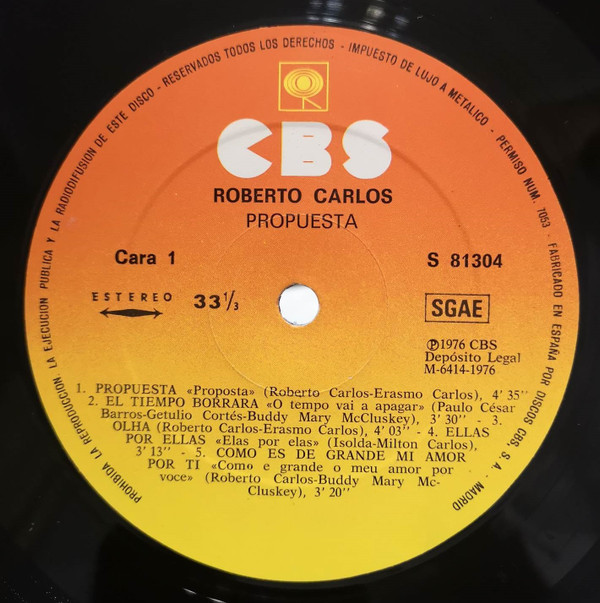 PROHIBIDA LA REPRODUCCION, LA EJECUCION PUBLICA Y LA RADIODIFUSION DE ESTE DISCO - RESERVADOS TODOS LOS DERECHOS - IMPUESTO DE LUJO A METALICO - PERMISO NUM. 7053 - FABRICADO EN ESPAÑA POR DISCOS CBS, S.A. MADRID
CBS
ROBERTO CARLOS
PROPUESTA
Cara 1
S 81304
ESTEREO
33 1/3
SGAE
℗1976 CBS
Depósito Legal
M-6414-1976
1. PROPUESTA «Proposta» (Roberto Carlos-Erasmo Carlos), 4' 35''
2. EL TIEMPO BORRARA «O tempo vai a apagar» (Paulo César
Barros-Getulio Cortés-Buddy Mary McCluskey), 3' 30'' - 3.
OLHA (Roberto Carlos-Erasmo Carlos), 4' 03'' - 4. ELLAS
POR ELLAS «Elas por elas» (Isolda-Milton Carlos),
3' 13'' - 5. COMO ES DE GRANDE MI AMOR
POR TI «Como e grande o meu amor por
voce» (Roberto Carlos-Buddy Mary Mc-
Cluskey), 3' 20''